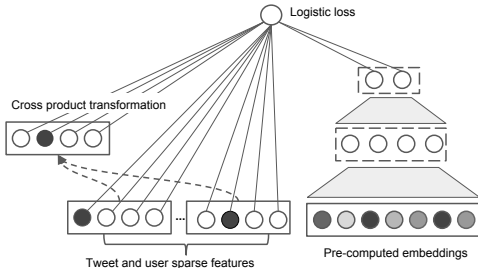 Logistic loss
Cross product transformation
...
Tweet and user sparse features
Pre-computed embeddings